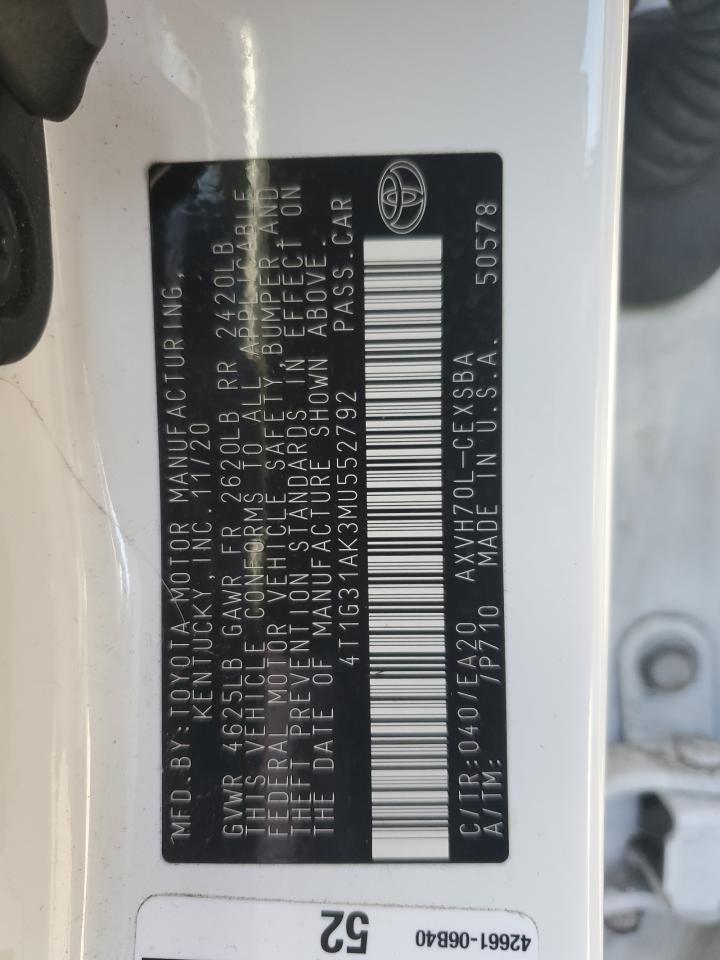 MFD.BY:TOYOTA MOTOR MANUFACTURING,
KENTUCKY,INC.11/20
GVWR 4625LB GAWR FR 2620LB RR 2420LB
THIS VEHICLE CONFORMS TO ALL APPLICABLE
FEDERAL MOTOR VEHICLE SAFETY, BUMPER AND
THEFT PREVENTION STANDARDS IN EFFECT ON
THE DATE OF MANUFACTURE SHOWN ABOVE.
4T1G31AK3MU552792 PASS.CAR
C/TR:040/EA20 AXVH70L-CEXSBA 50578
A/TM: /P710 MADE IN U.S.A.
52
42661-06B40